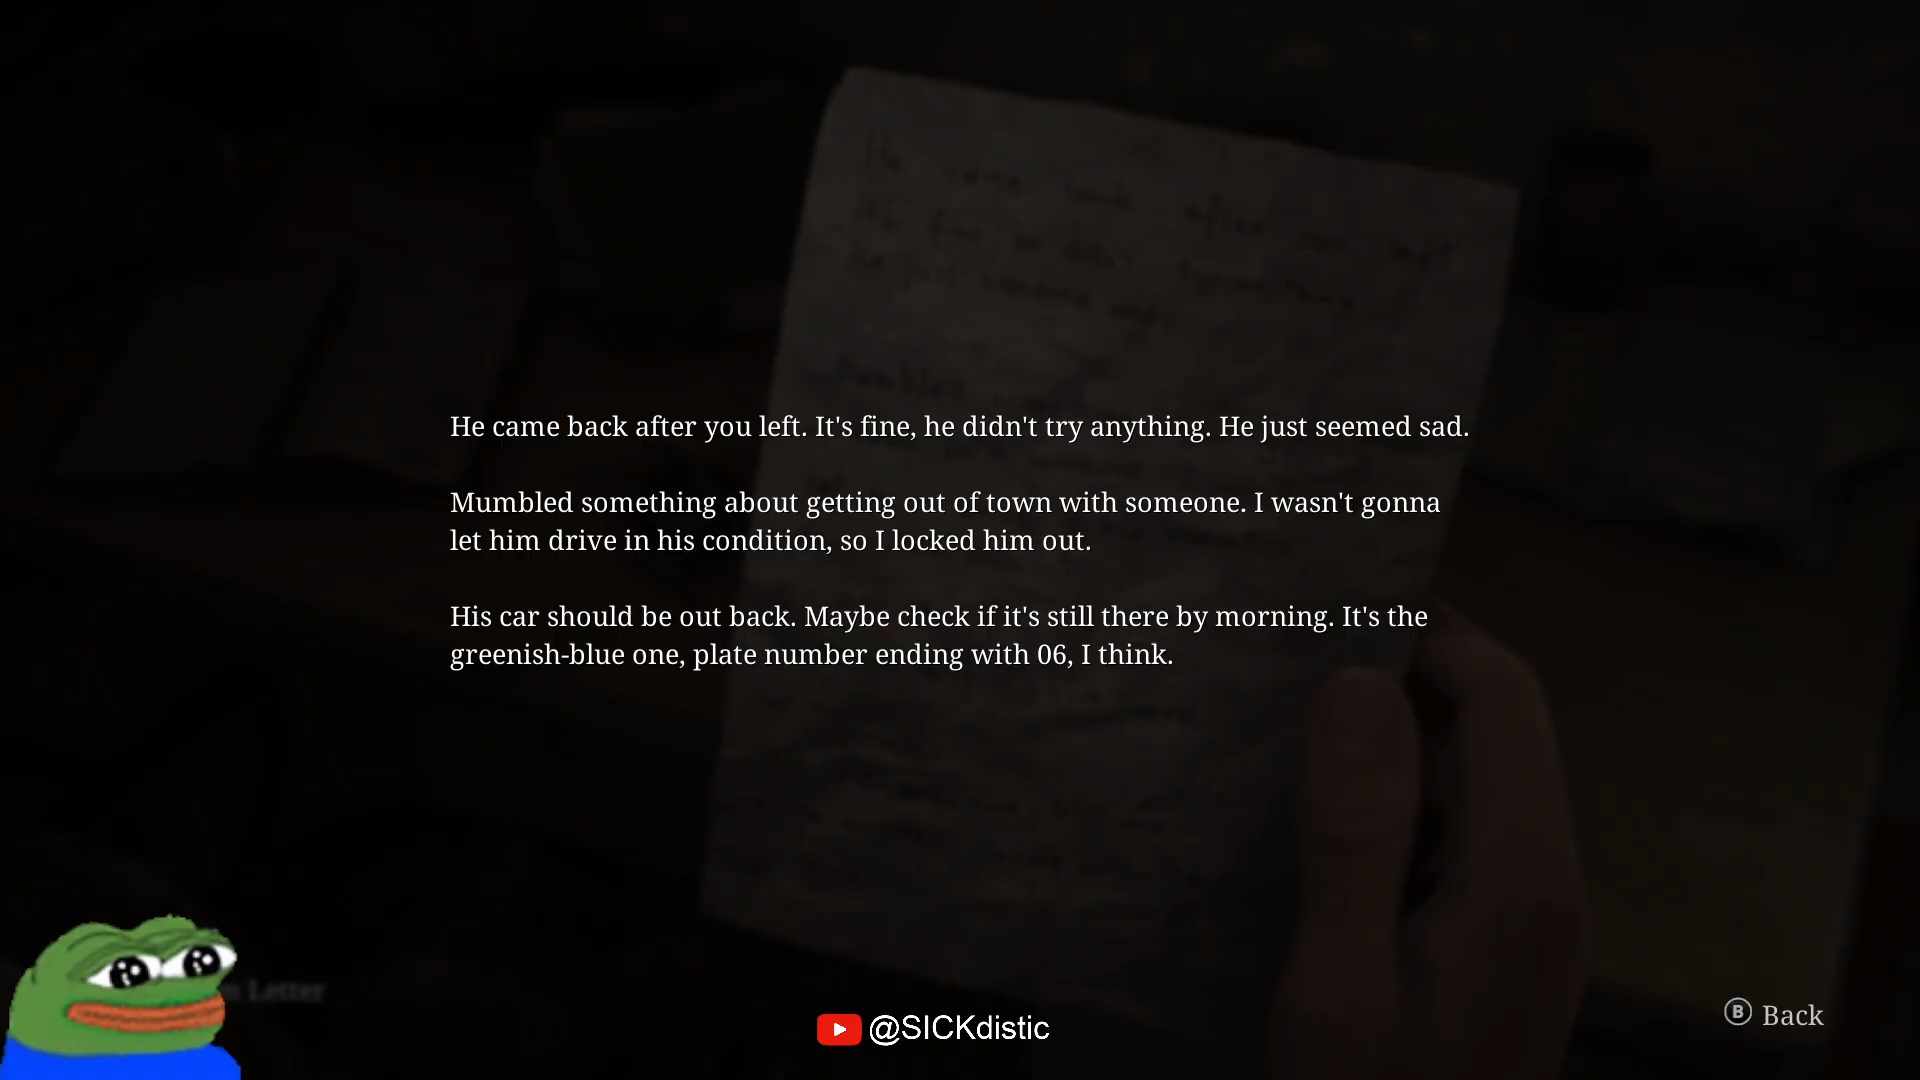 He came back after you left. It's fine, he didn't try anything. He just seemed sad.
Mumbled something about getting out of town with someone. I wasn't gonna
let him drive in his condition, so I locked him out.
His car should be out back. Maybe check if it's still there by morning. It's the
greenish-blue one, plate number ending with 06, I think.
Letter
@SICKdistic
B Back